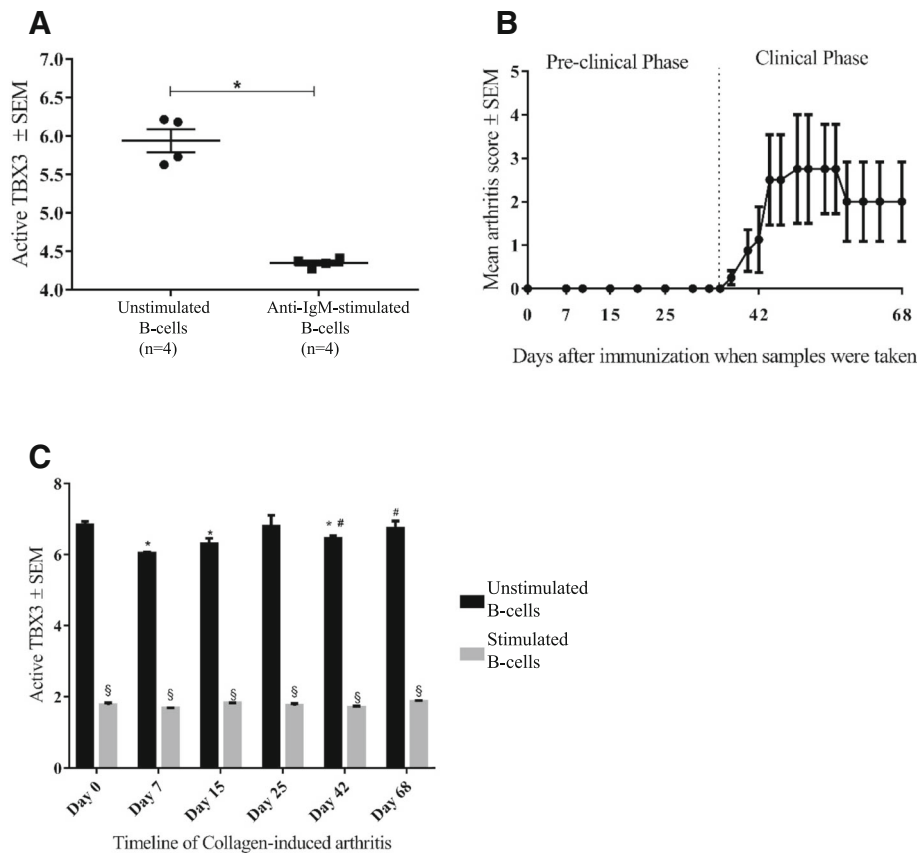 A
Active TBX3 ± SEM
7.0
6.5
6.0
5.5
5.0
4.5
4.0
*
Unstimulated
B-cells
(n=4)
Anti-IgM-stimulated
B-cells
(n=4)
B
Pre-clinical Phase
Clinical Phase
Mean arthritis score ± SEM
5
4
3
2
1
0
0 7 15 25 42 68
Days after immunization when samples were taken
C
Active TBX3 ± SEM
8
6
4
2
0
* * * # #
§ § § § § §
Day 0 Day 7 Day 15 Day 25 Day 42 Day 68
Timeline of Collagen-induced arthritis
Unstimulated
B-cells
Stimulated
B-cells